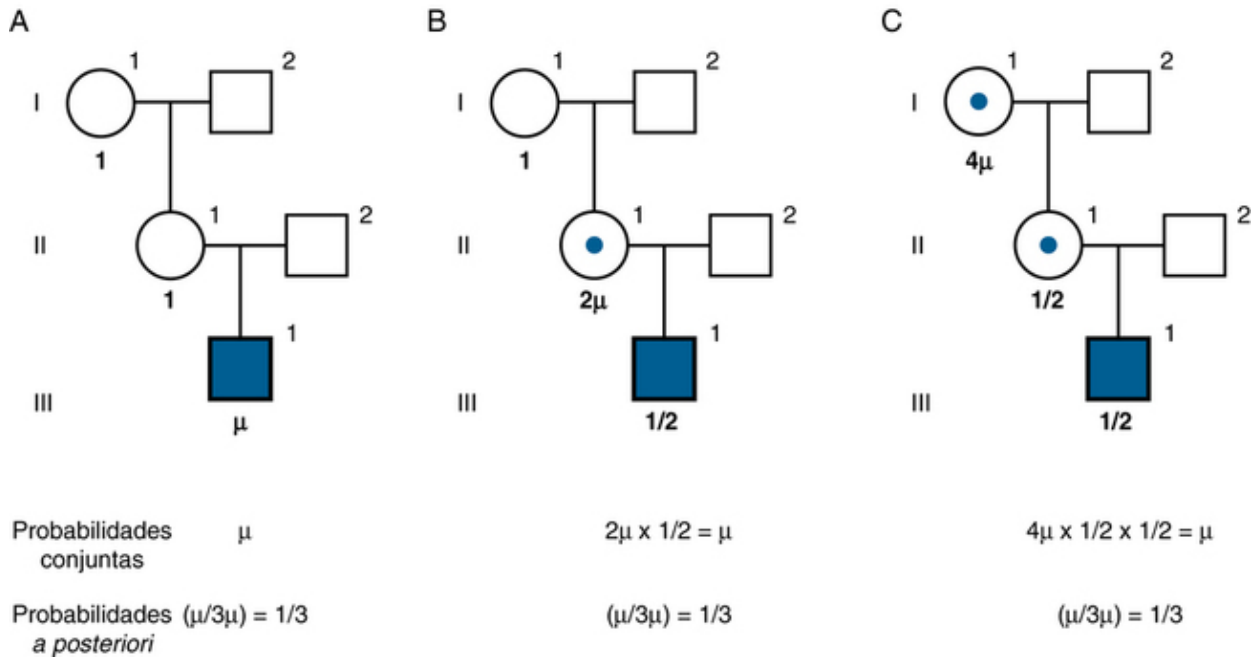 A B C
1 2 1 2 1 2
I I I
1 1 4μ
1 2 1 2 1 2
II II II
1 2μ 1/2
1 1 1
III III III
μ 1/2 1/2
Probabilidades conjuntas μ 2μ x 1/2 = μ 4μ x 1/2 x 1/2 = μ
Probabilidades a posteriori (μ/3μ) = 1/3 (μ/3μ) = 1/3 (μ/3μ) = 1/3